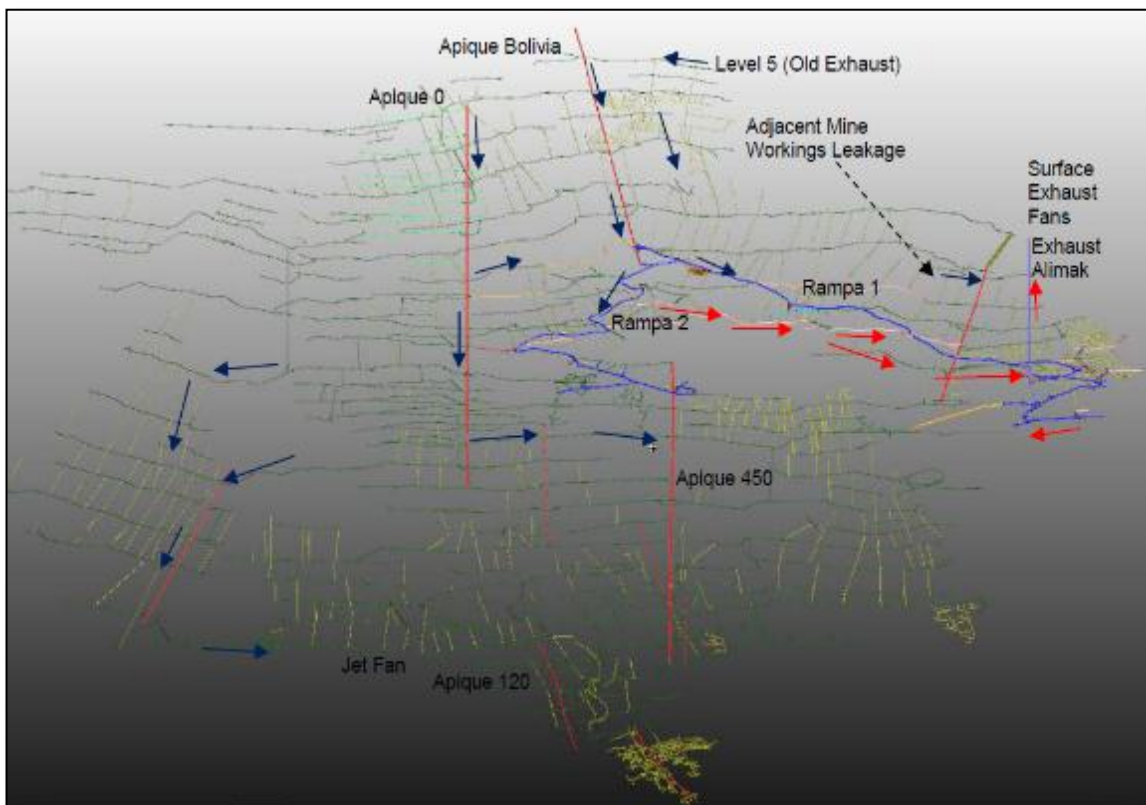 Apique Bolivia
Level 5 (Old Exhaust)
Apique 0
Adjacent Mine
Workings Leakage
Surface
Exhaust
Fans
Exhaust
Alimak
Rampa 1
Rampa 2
Apique 450
Jet Fan
Apique 120